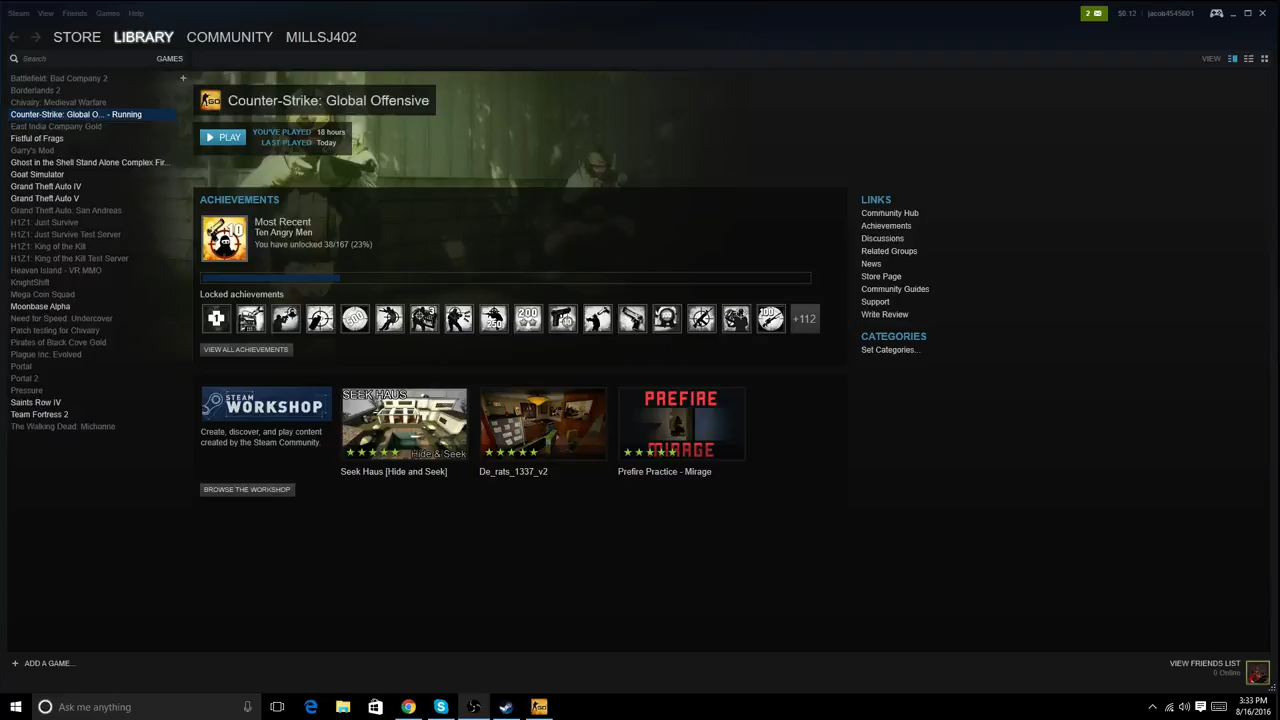 Steam View Friends Games Help
2 $0.12 jacob4545601
STORE LIBRARY COMMUNITY MILLSJ402
Search GAMES VIEW
Battlefield: Bad Company 2
Borderlands 2
Chivalry: Medieval Warfare
Counter-Strike: Global O... - Running
East India Company Gold
Fistful of Frags
Garry's Mod
Ghost in the Shell Stand Alone Complex Fir...
Goat Simulator
Grand Theft Auto IV
Grand Theft Auto V
Grand Theft Auto: San Andreas
H1Z1: Just Survive
H1Z1: Just Survive Test Server
H1Z1: King of the Kill
H1Z1: King of the Kill Test Server
Heaven Island - VR MMO
KnightShift
Mega Coin Squad
Moonbase Alpha
Need for Speed: Undercover
Patch testing for Chivalry
Pirates of Black Cove Gold
Plague Inc: Evolved
Portal
Portal 2
Pressure
Saints Row IV
Team Fortress 2
The Walking Dead: Michonne
GO
Counter-Strike: Global Offensive
PLAY
YOU'VE PLAYED 18 hours
LAST PLAYED Today
ACHIEVEMENTS
10
Most Recent
Ten Angry Men
You have unlocked 38/167 (23%)
Locked achievements
500
3
250
200
10
100
+112
VIEW ALL ACHIEVEMENTS
STEAM
WORKSHOP
Create, discover, and play content
created by the Steam Community.
BROWSE THE WORKSHOP
SEEK HAUS
Hide & Seek
Seek Haus [Hide and Seek]
De_rats_1337_v2
PREFIRE
MIRAGE
Prefire Practice - Mirage
LINKS
Community Hub
Achievements
Discussions
Related Groups
News
Store Page
Community Guides
Support
Write Review
CATEGORIES
Set Categories...
+ ADD A GAME...
VIEW FRIENDS LIST
0 Online
Ask me anything
3:33 PM
8/16/2016